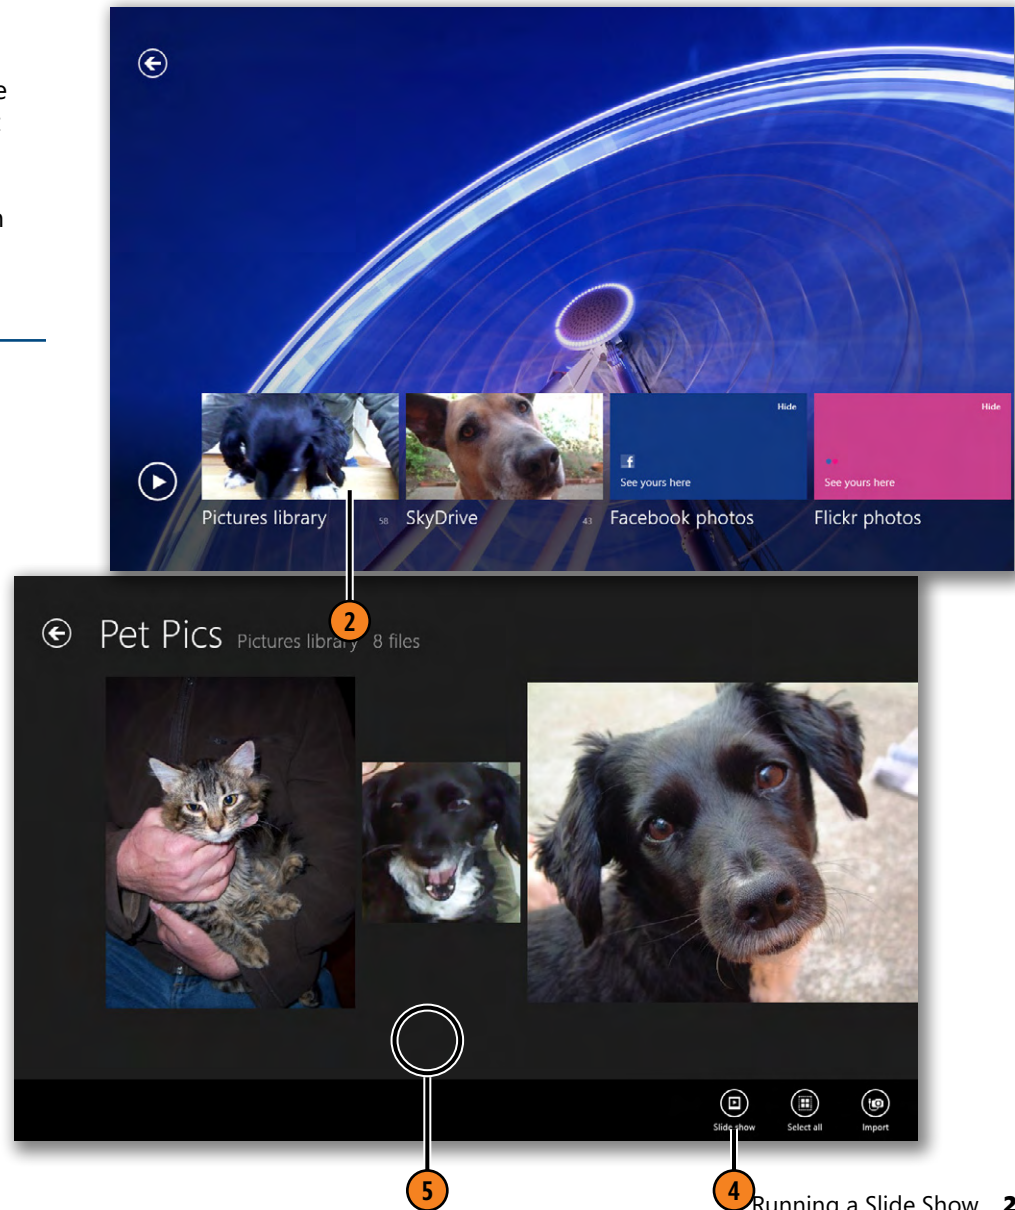 Hide
Hide
See yours here
See yours here
Pictures library 58 SkyDrive 43 Facebook photos Flickr photos
2
Pet Pics Pictures library 8 files
Slide show Select all Import
5
4
Running a Slide Show 2